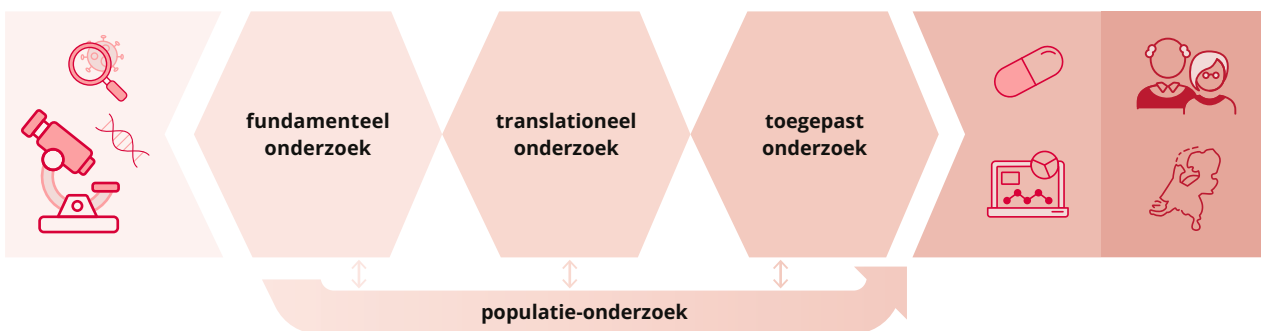 fundamenteel
onderzoek
translationeel
onderzoek
toegepast
onderzoek
populatie-onderzoek